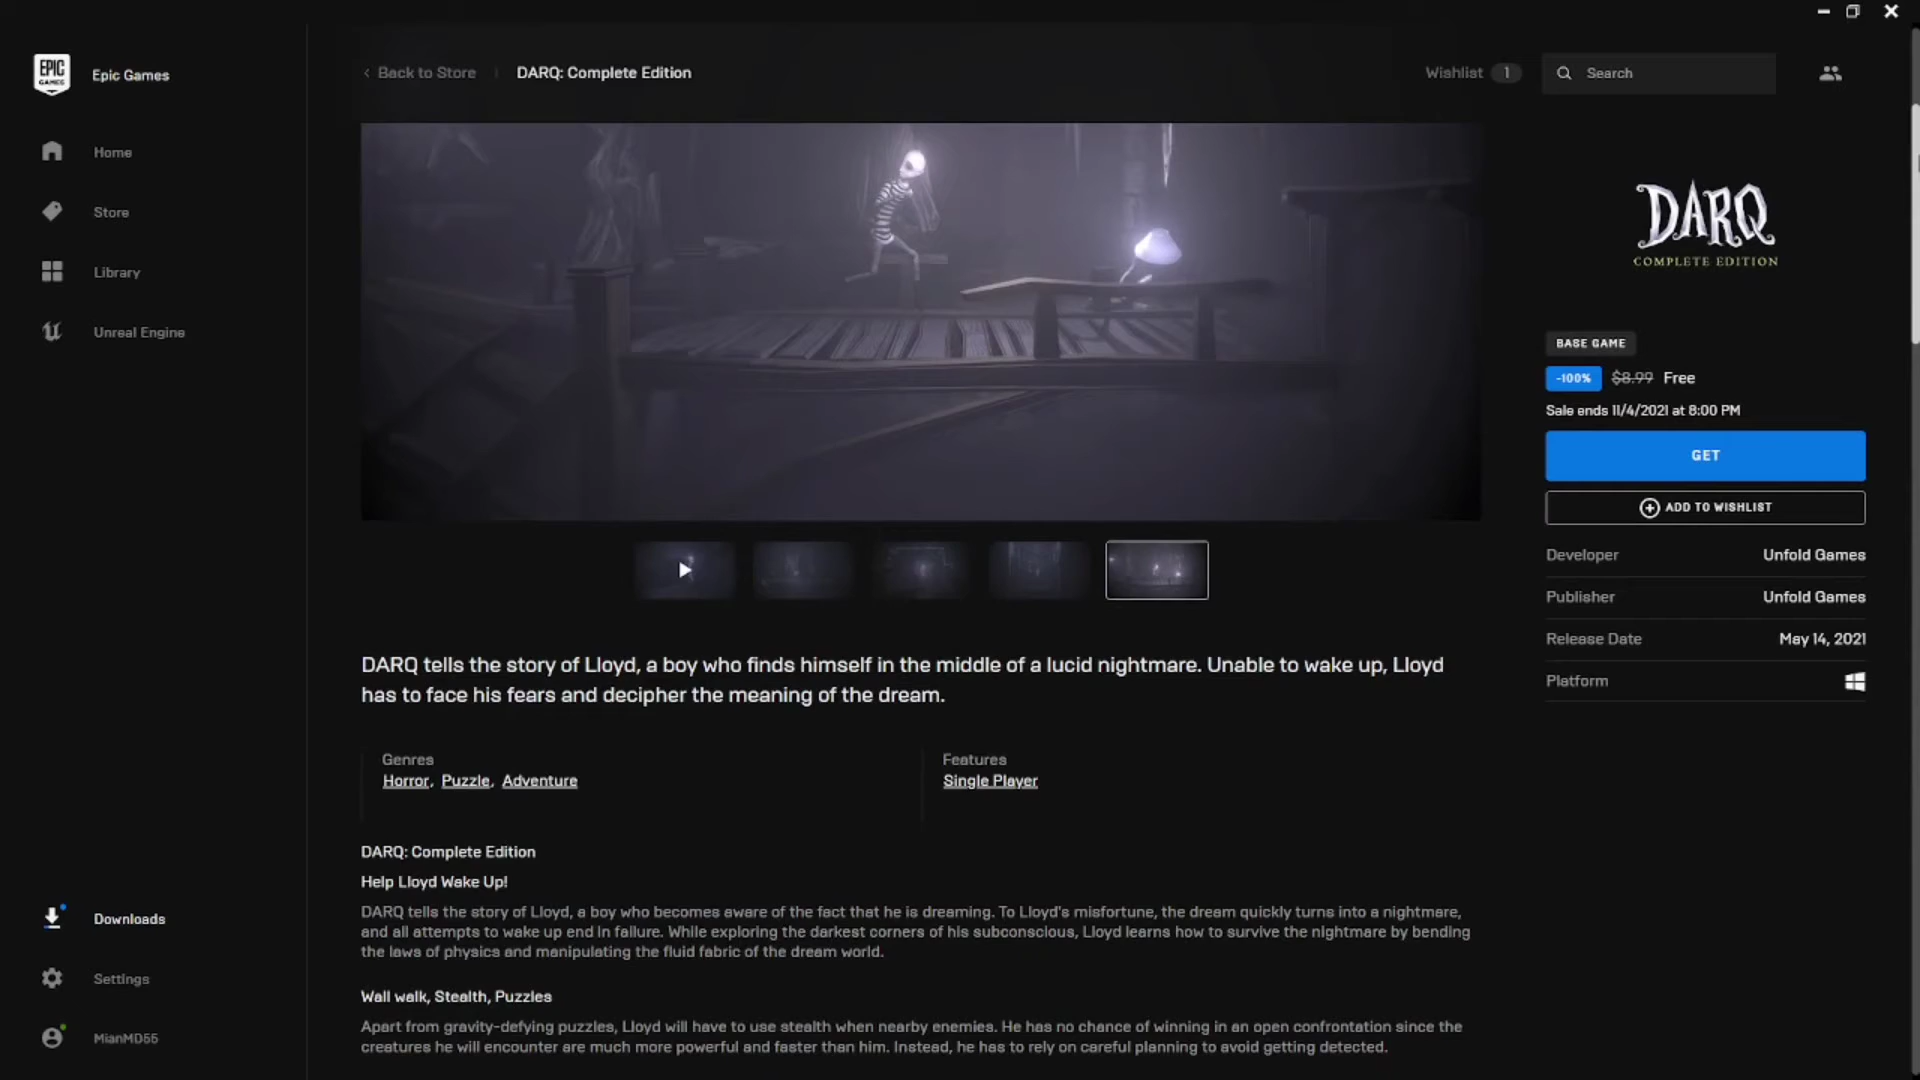 EPIC GAMES
Epic Games
Back to Store
DARQ: Complete Edition
Wishlist 1
Search
Home
Store
Library
Unreal Engine
DARQ
COMPLETE EDITION
BASE GAME
-100% $8.99 Free
Sale ends 11/4/2021 at 8:00 PM
GET
ADD TO WISHLIST
Developer Unfold Games
Publisher Unfold Games
Release Date May 14, 2021
Platform
DARQ tells the story of Lloyd, a boy who finds himself in the middle of a lucid nightmare. Unable to wake up, Lloyd
has to face his fears and decipher the meaning of the dream.
Genres
Horror, Puzzle, Adventure
Features
Single Player
DARQ: Complete Edition
Help Lloyd Wake Up!
DARQ tells the story of Lloyd, a boy who becomes aware of the fact that he is dreaming. To Lloyd's misfortune, the dream quickly turns into a nightmare,
and all attempts to wake up end in failure. While exploring the darkest corners of his subconscious, Lloyd learns how to survive the nightmare by bending
the laws of physics and manipulating the fluid fabric of the dream world.
Wall walk, Stealth, Puzzles
Apart from gravity-defying puzzles, Lloyd will have to use stealth when nearby enemies. He has no chance of winning in an open confrontation since the
creatures he will encounter are much more powerful and faster than him. Instead, he has to rely on careful planning to avoid getting detected.
Downloads
Settings
MianMD55